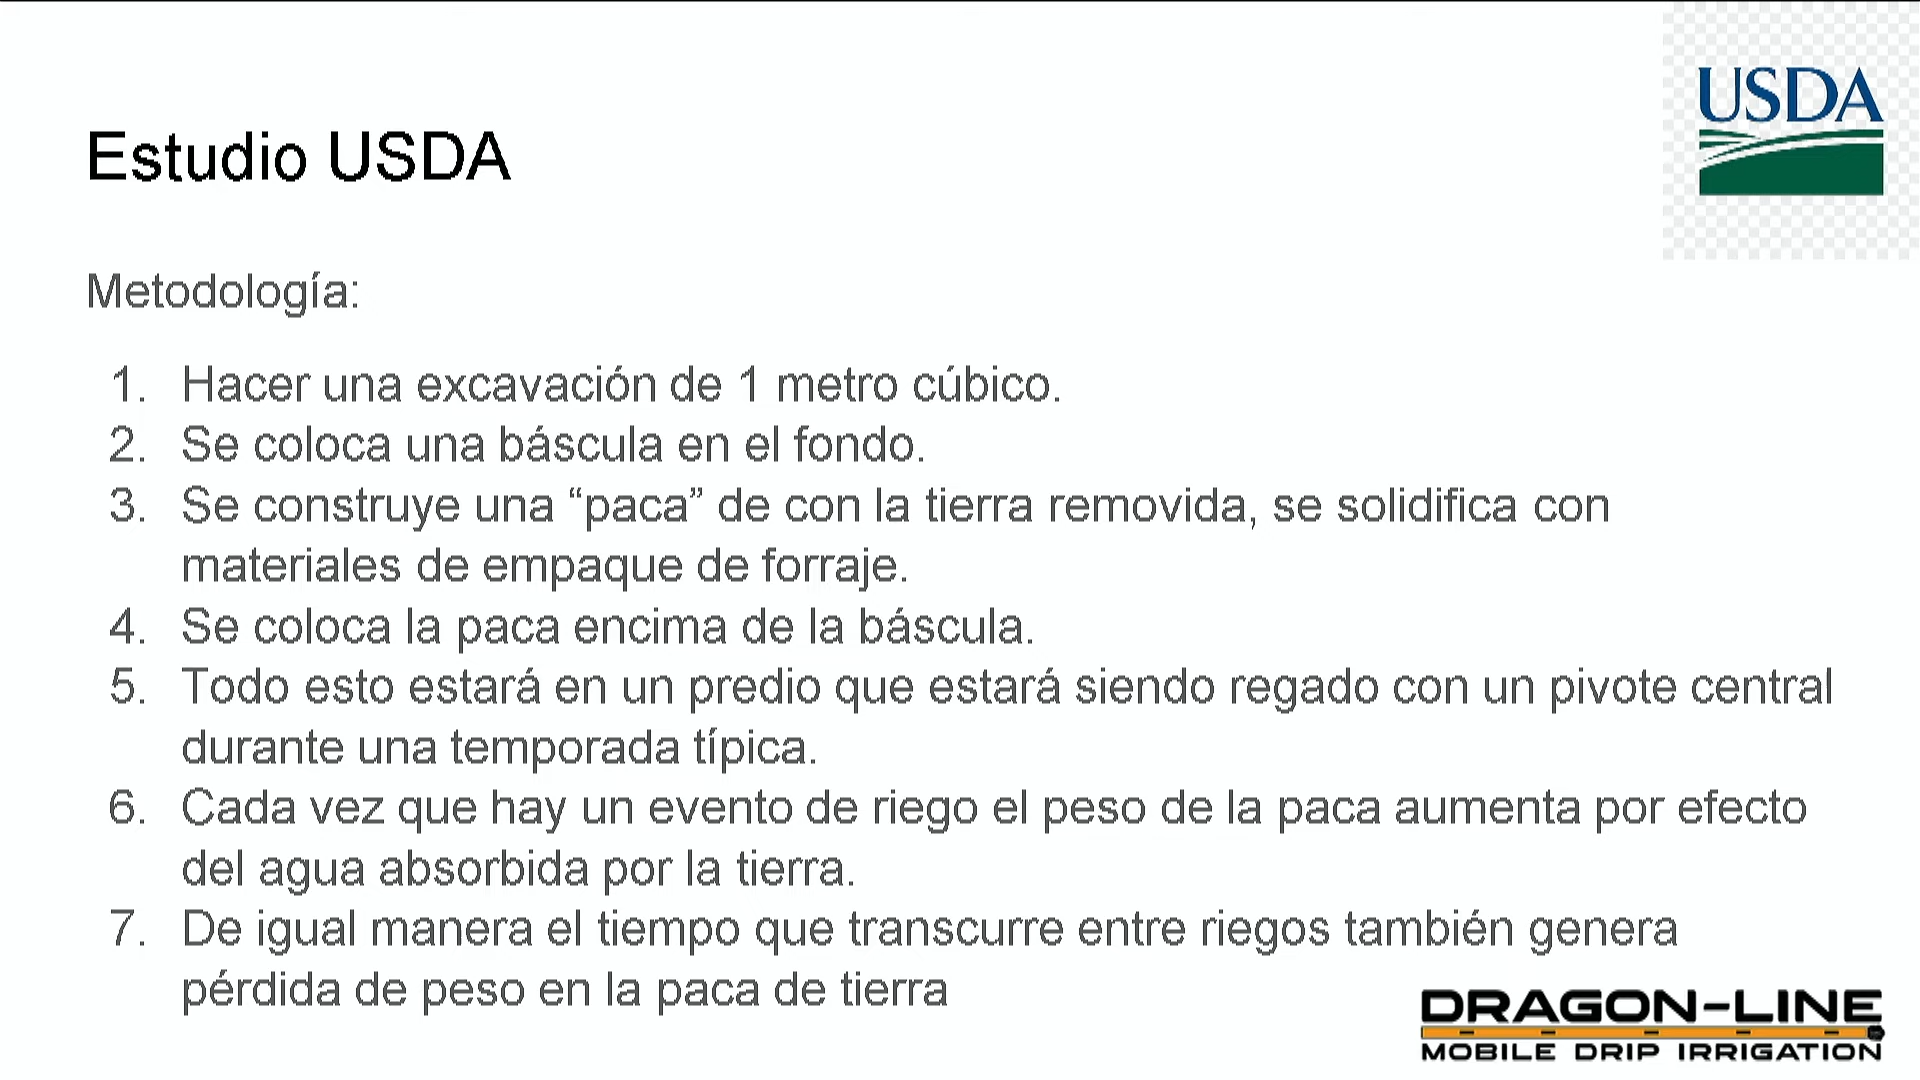 USDA
Estudio USDA
Metodología:
1. Hacer una excavación de 1 metro cúbico.
2. Se coloca una báscula en el fondo.
3. Se construye una “paca” de con la tierra removida, se solidifica con
materiales de empaque de forraje.
4. Se coloca la paca encima de la báscula.
5. Todo esto estará en un predio que estará siendo regado con un pivote central
durante una temporada típica.
6. Cada vez que hay un evento de riego el peso de la paca aumenta por efecto
del agua absorbida por la tierra.
7. De igual manera el tiempo que transcurre entre riegos también genera
pérdida de peso en la paca de tierra
DRAGON-LINE
MOBILE DRIP IRRIGATION